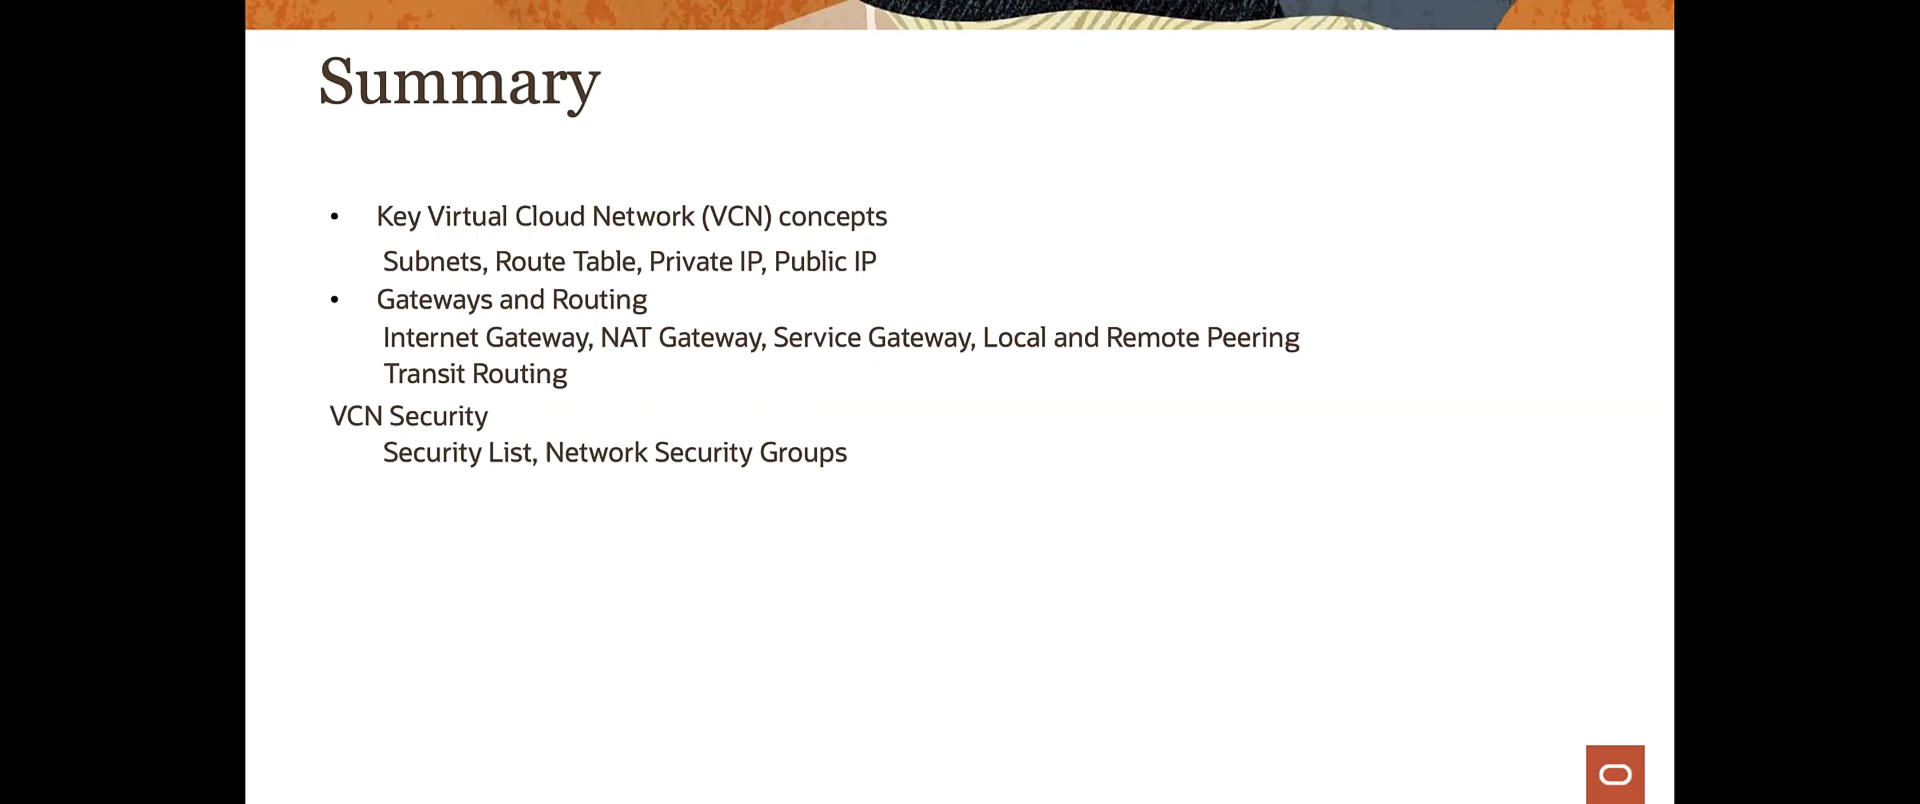 Summary
• Key Virtual Cloud Network (VCN) concepts
Subnets, Route Table, Private IP, Public IP
• Gateways and Routing
Internet Gateway, NAT Gateway, Service Gateway, Local and Remote Peering
Transit Routing
VCN Security
Security List, Network Security Groups